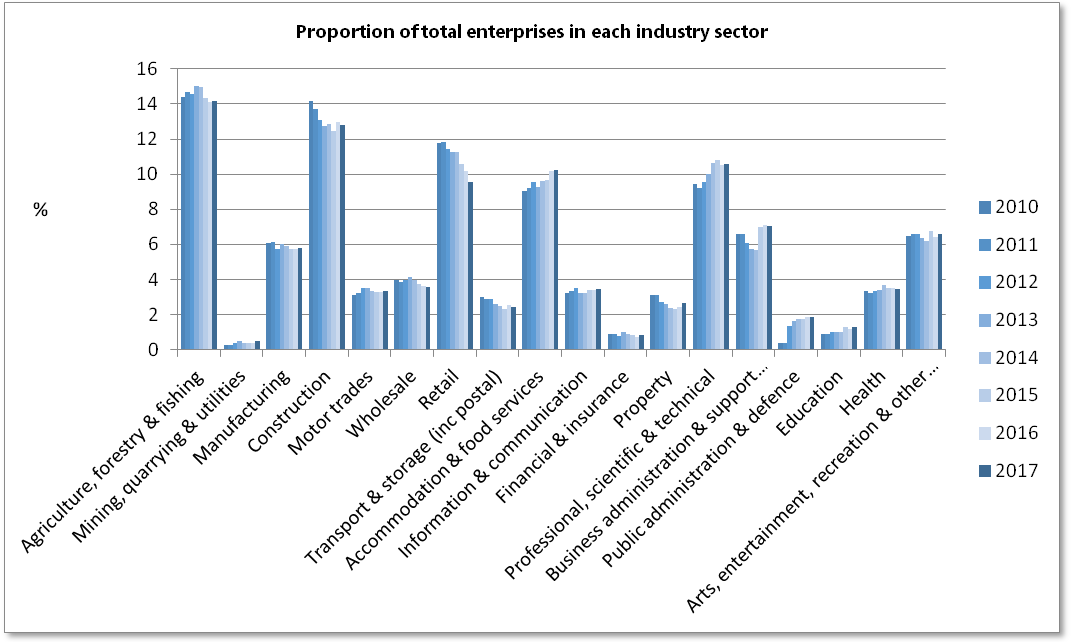 Proportion of total enterprises in each industry sector
%
16
14
12
10
8
6
4
2
0
Agriculture, forestry & fishing
Mining, quarrying & utilities
Manufacturing
Construction
Motor trades
Wholesale
Retail
Transport & storage (inc postal)
Accommodation & food services
Information & communication
Financial & insurance
Property
Professional, scientific & technical
Business administration & support...
Public administration & defence
Education
Health
Arts, entertainment, recreation & other...
2010
2011
2012
2013
2014
2015
2016
2017